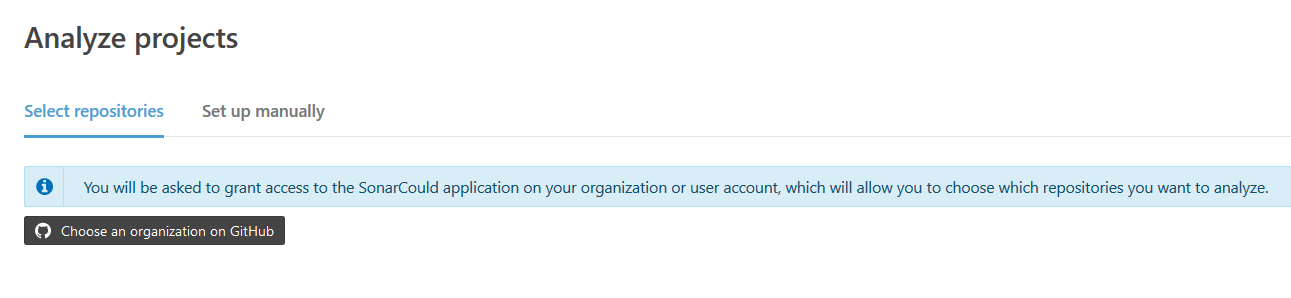 Analyze projects
Select repositories
Set up manually
You will be asked to grant access to the SonarCould application on your organization or user account, which will allow you to choose which repositories you want to analyze.
Choose an organization on GitHub